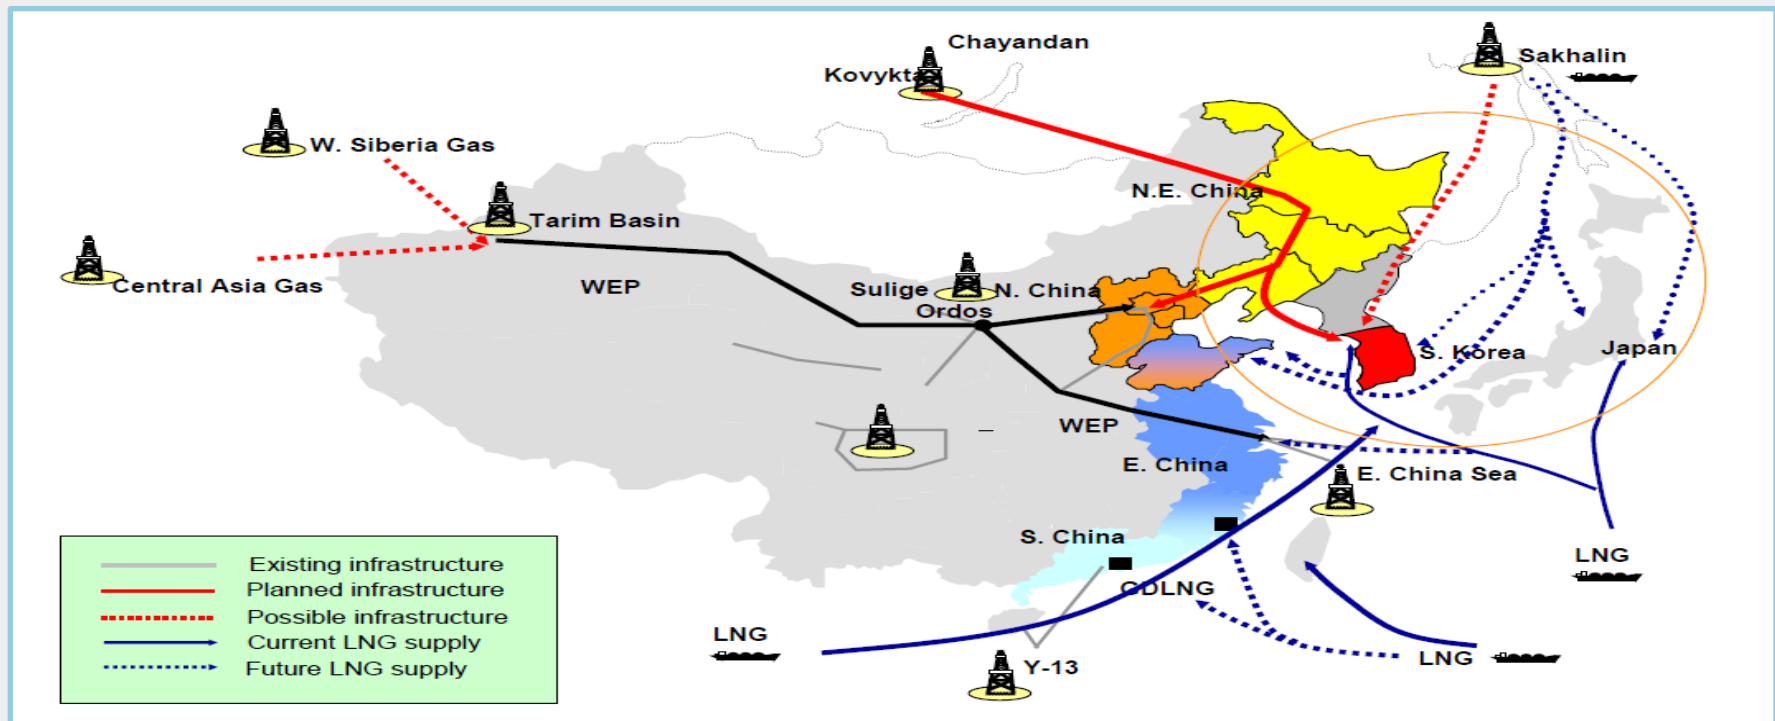 Chayandan
Kovykta
Sakhalin
W. Siberia Gas
N.E. China
Tarim Basin
Central Asia Gas
WEP
Sulige
N. China
Ordos
S. Korea
Japan
WEP
E. China
E. China Sea
S. China
GDLNG
LNG
LNG
LNG
Y-13
Existing infrastructure
Planned infrastructure
Possible infrastructure
Current LNG supply
Future LNG supply